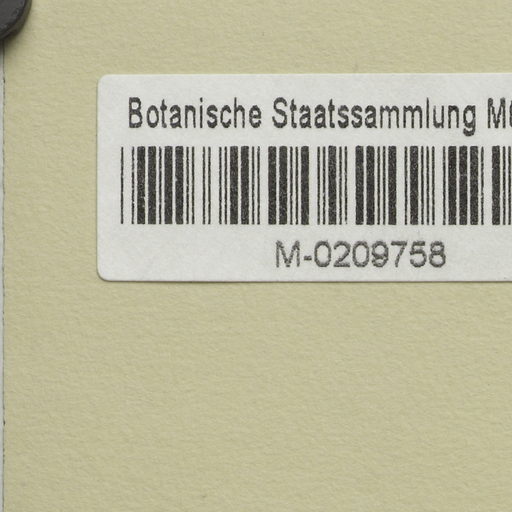 Botanische Staatssammlung
M-0209758